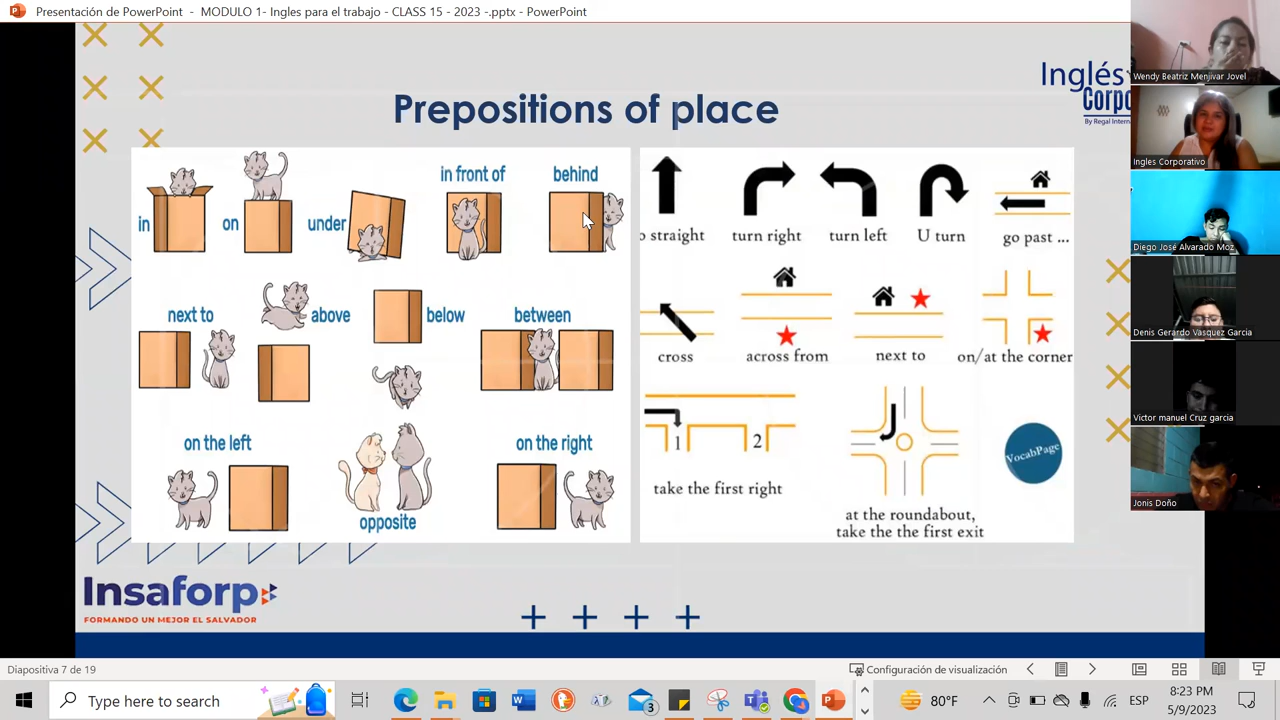 Presentación de PowerPoint - MODULO 1- Ingles para el trabajo - CLASS 15 - 2023 -.pptx - PowerPoint
Inglés
Corpo
By Regal Intern
Prepositions of place
in
on
under
in front of
behind
next to
above
below
between
on the left
opposite
on the right
o straight
turn right
turn left
U turn
go past ...
cross
across from
next to
on/at the corner
1
2
take the first right
at the roundabout,
take the the first exit
VocabPage
Insaforp
FORMANDO UN MEJOR EL SALVADOR
Wendy Beatriz Menjivar Jovel
Ingles Corporativo
Diego José Alvarado Moz
Denis Gerardo Vasquez Garcia
Victor manuel Cruz garcia
Jonis Doño
Diapositiva 7 de 19
Configuración de visualización
Type here to search
3
80°F
ESP
8:23 PM
5/9/2023